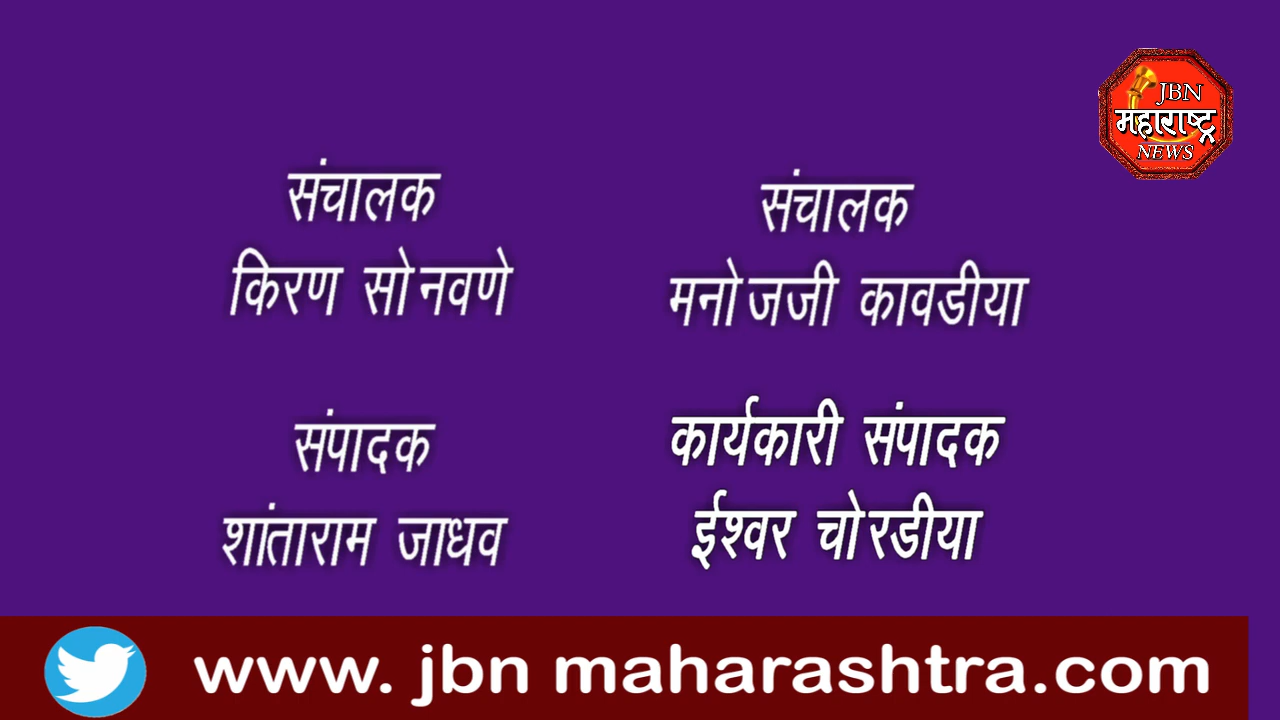 JBN
महाराष्ट्र
NEWS
संचालक
किरण सोनवणे
संचालक
मनोजजी कावडीया
संपादक
शांताराम जाधव
कार्यकारी संपादक
ईश्वर चोरडीया
www. jbn maharashtra.com